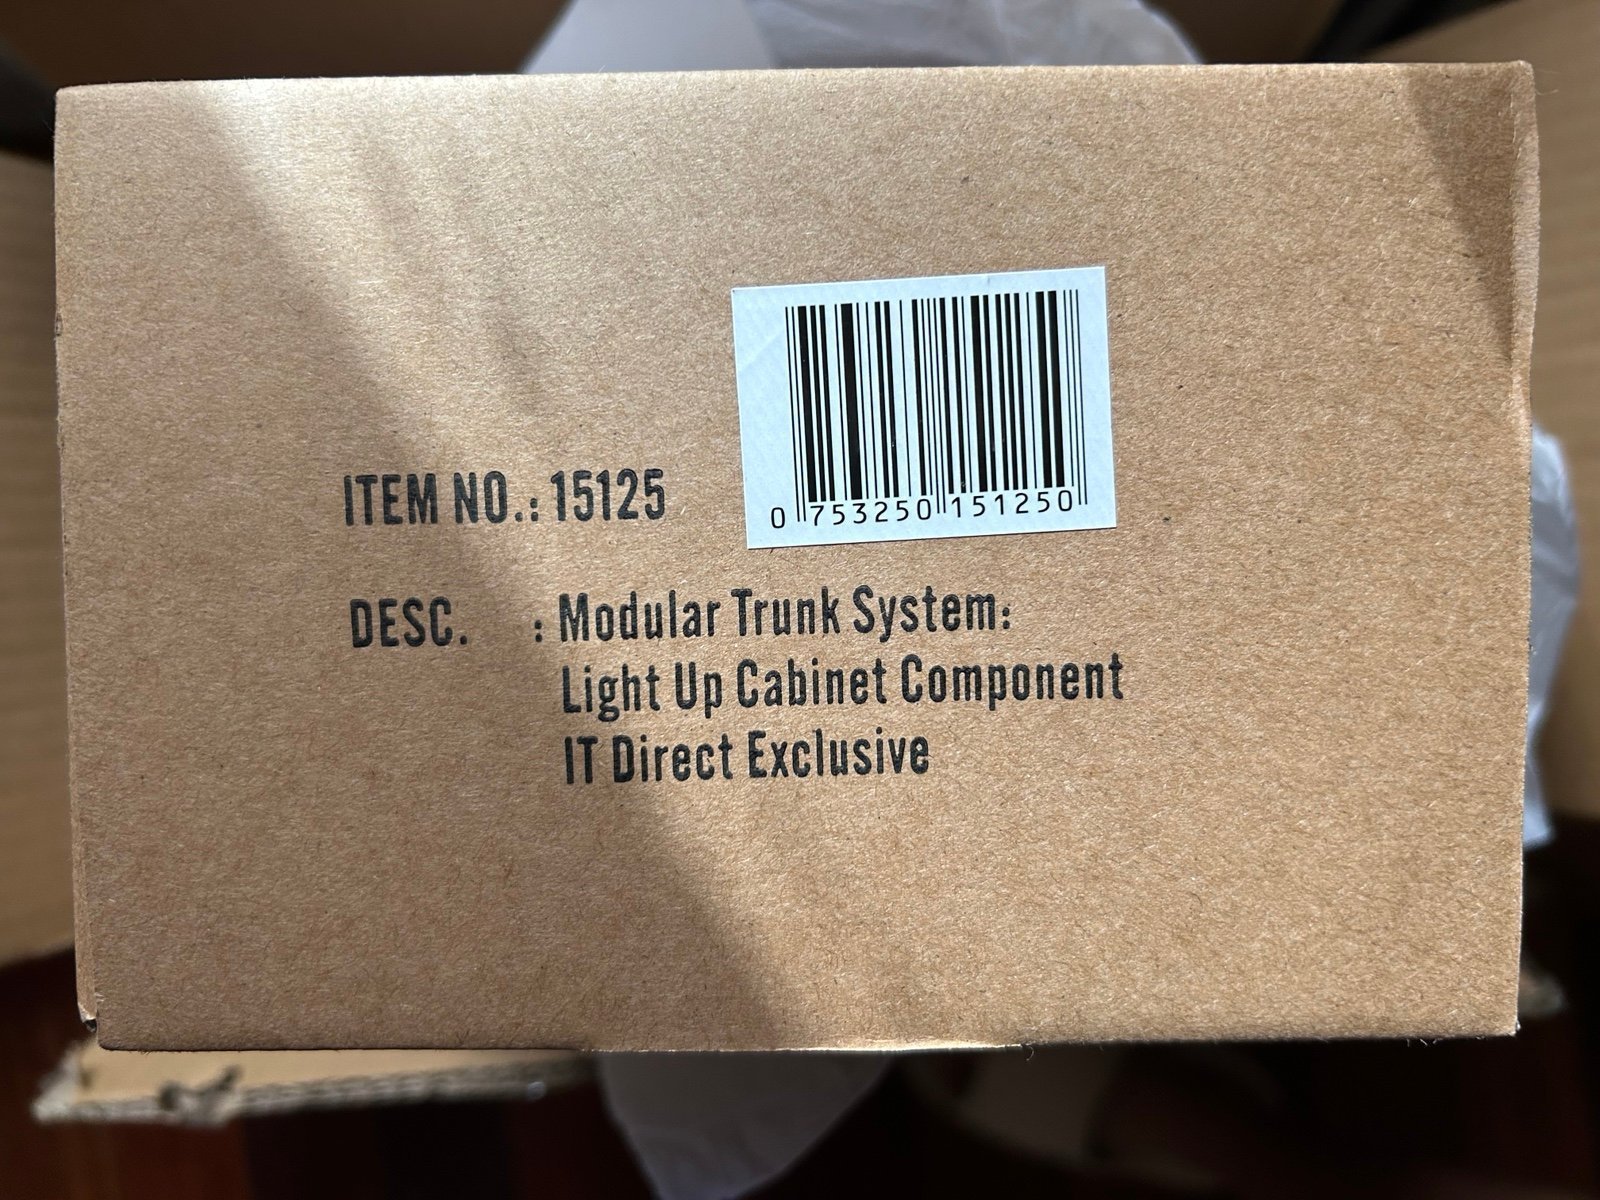 ITEM NO.: 15125
0 753250 151250
DESC. : Modular Trunk System:
Light Up Cabinet Component
IT Direct Exclusive